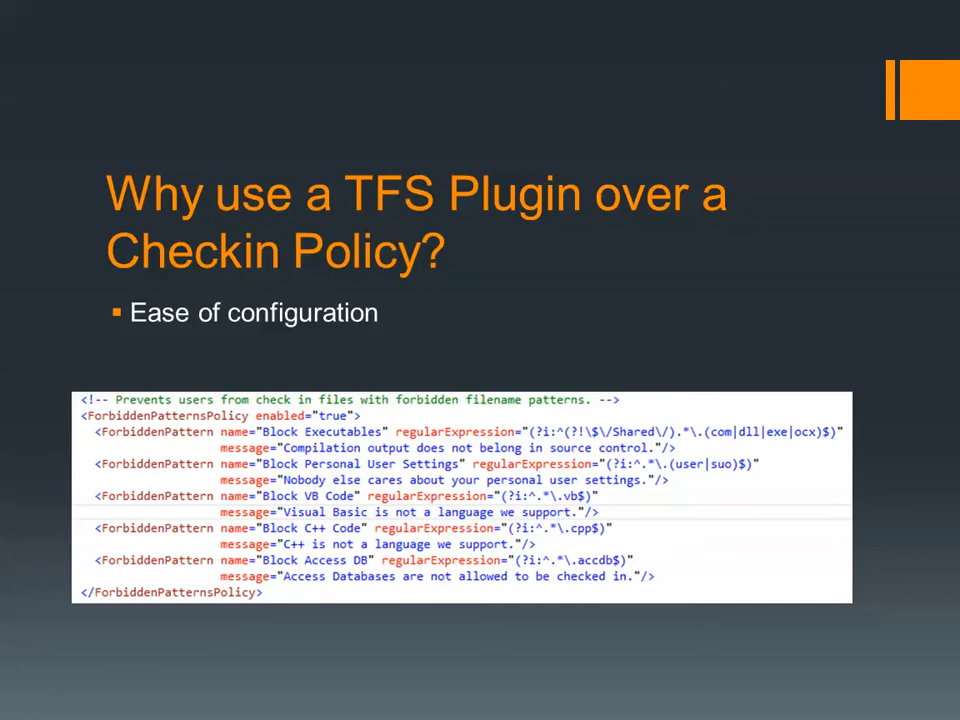 Why use a TFS Plugin over a
Checkin Policy?
Ease of configuration
<!-- Prevents users from check in files with forbidden filename patterns. -->
<ForbiddenPatternsPolicy enabled="true">
<ForbiddenPattern name="Block Executables" regularExpression="(?i:^(?!\$\/Shared\/).*\.(com|dll|exe|ocx)$)"
message="Compilation output does not belong in source control."/>
<ForbiddenPattern name="Block Personal User Settings" regularExpression="(?i:^.*\.(user|suo)$)"
message="Nobody else cares about your personal user settings."/>
<ForbiddenPattern name="Block VB Code" regularExpression="(?i:^.*\.vb$)"
message="Visual Basic is not a language we support."/>
<ForbiddenPattern name="Block C++ Code" regularExpression="(?i:^.*\.cpp$)"
message="C++ is not a language we support."/>
<ForbiddenPattern name="Block Access DB" regularExpression="(?i:^.*\.accdb$)"
message="Access Databases are not allowed to be checked in."/>
</ForbiddenPatternsPolicy>